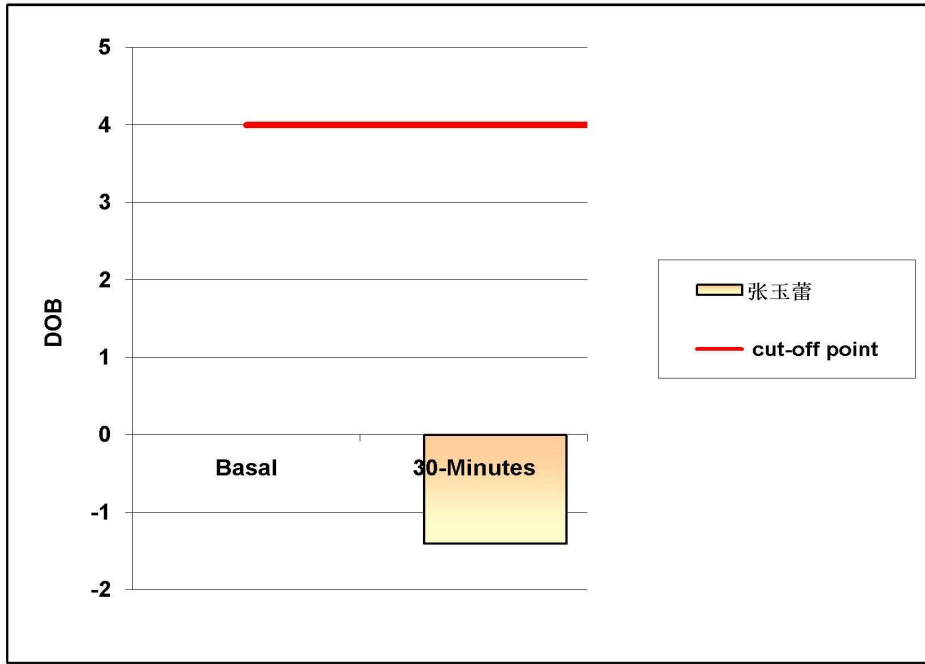 5
4
3
2
1
0
-1
-2
DOB
Basal
30-Minutes
张玉蕾
cut-off point